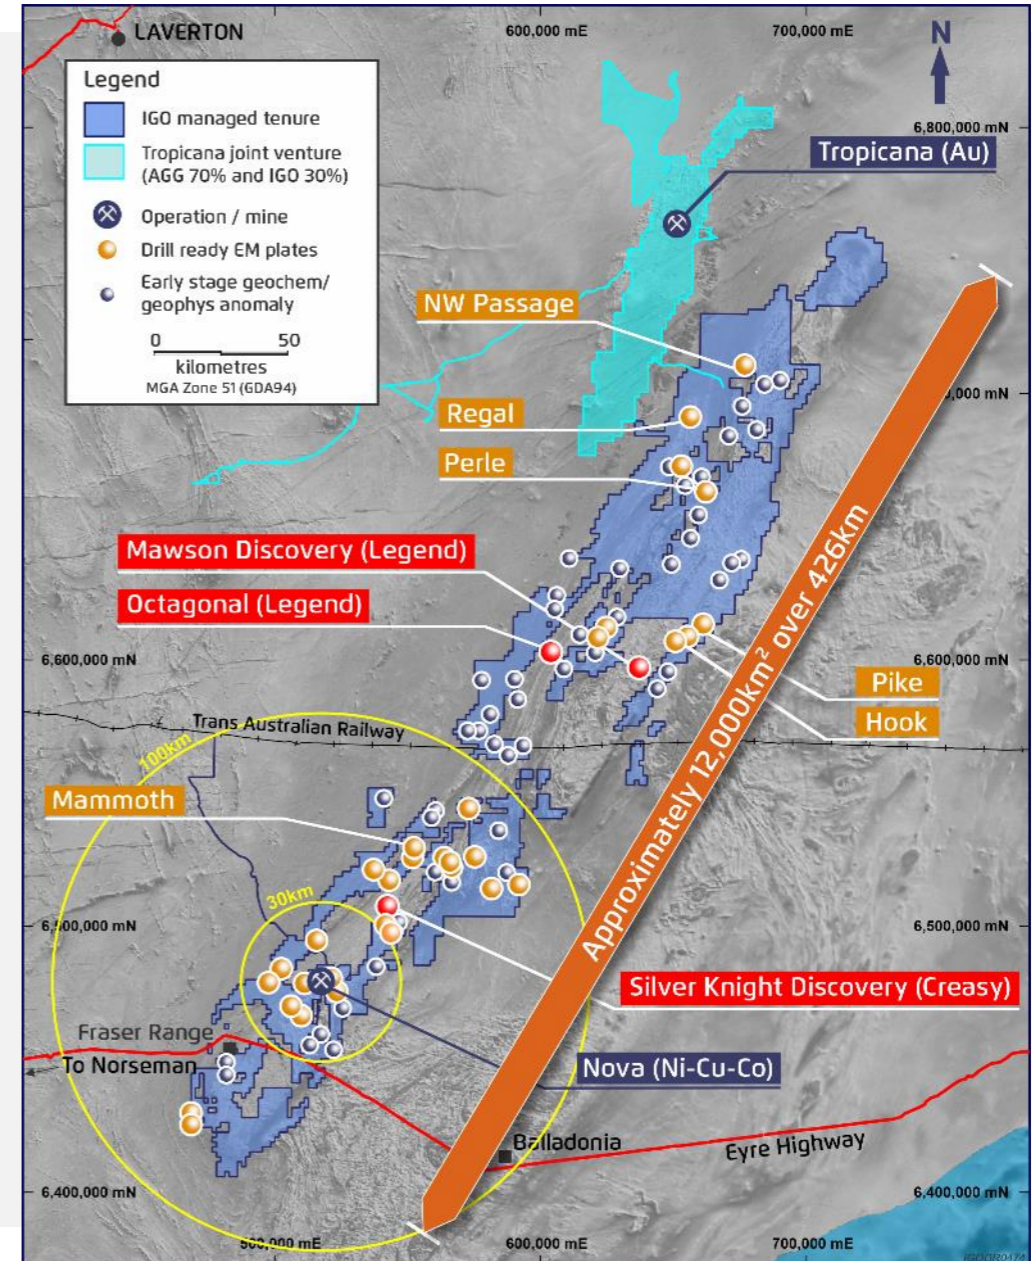 LAVERTON
600,000 mE
700,000 mE
N
Legend
IGO managed tenure
Tropicana joint venture
(AGG 70% and IGO 30%)
Operation / mine
Drill ready EM plates
Early stage geochem/
geophys anomaly
0
50
kilometres
MGA Zone 51 (GDA94)
6,800,000 mN
Tropicana (Au)
NW Passage
Regal
Perle
Mawson Discovery (Legend)
Octagonal (Legend)
6,600,000 mN
6,600,000 mN
Pike
Hook
Trans Australian Railway
100km
Mammoth
30km
Approximately 12,000km² over 426km
6,500,000 mN
6,500,000 mN
Silver Knight Discovery (Creasy)
Fraser Range
To Norseman
Nova (Ni-Cu-Co)
Balladonia
Eyre Highway
6,400,000 mN
6,400,000 mN
500,000 mE
600,000 mE
700,000 mE